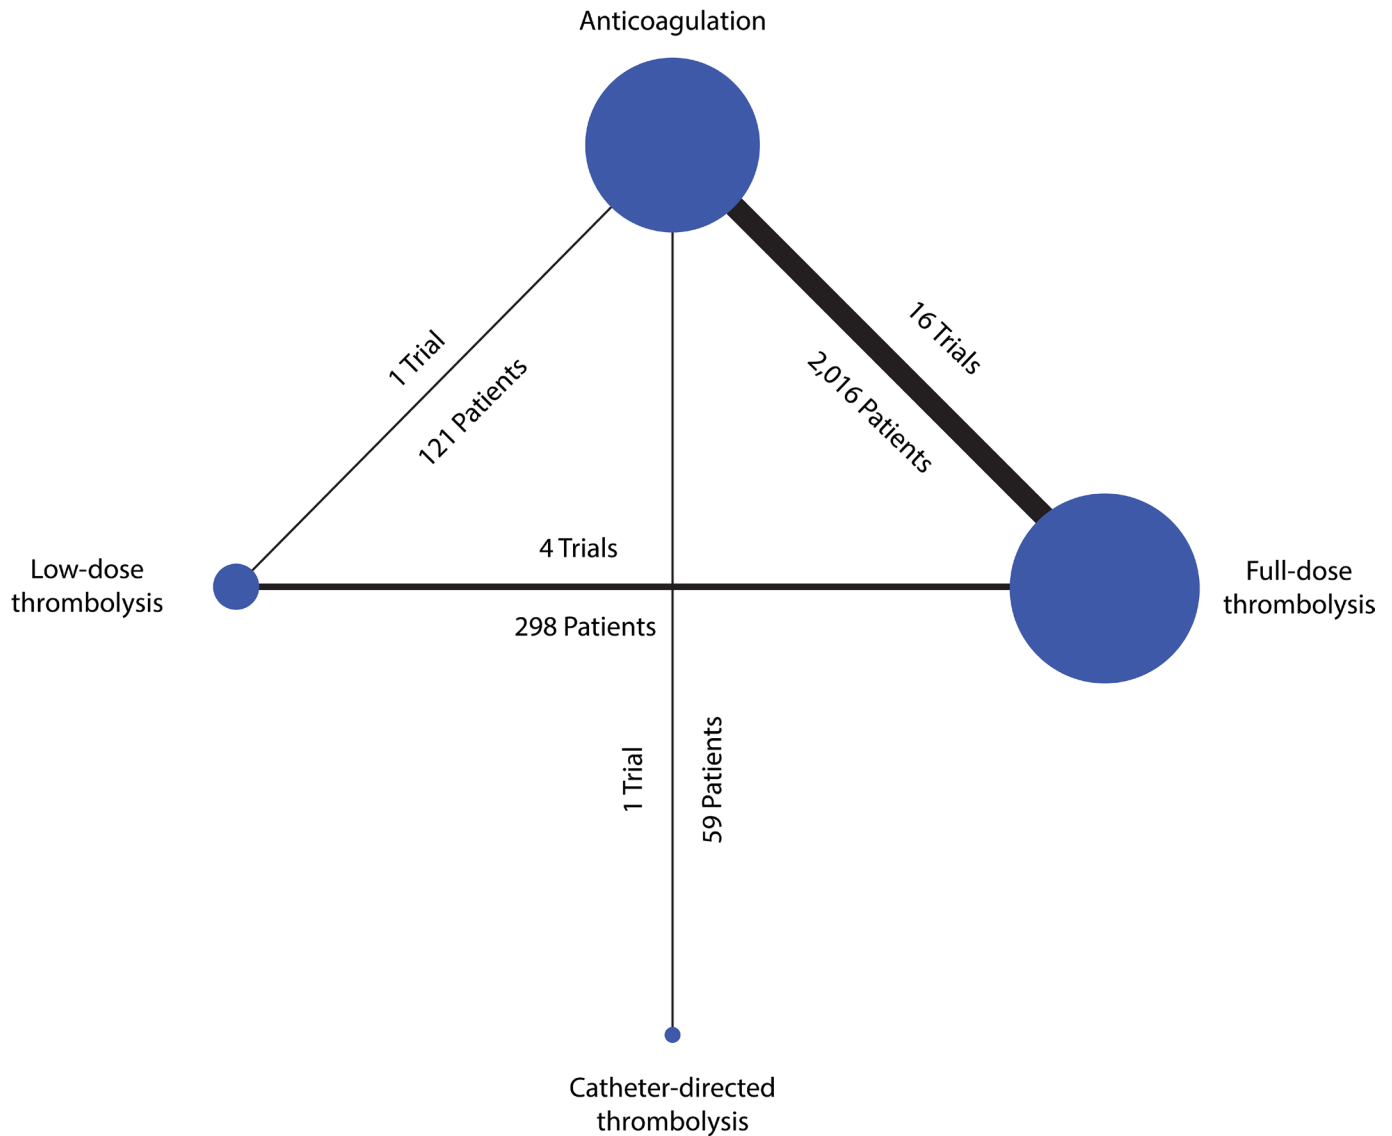 Anticoagulation
16 Trials
2,016 Patients
1 Trial
121 Patients
4 Trials
298 Patients
Low-dose
thrombolysis
Full-dose
thrombolysis
1 Trial
59 Patients
Catheter-directed
thrombolysis